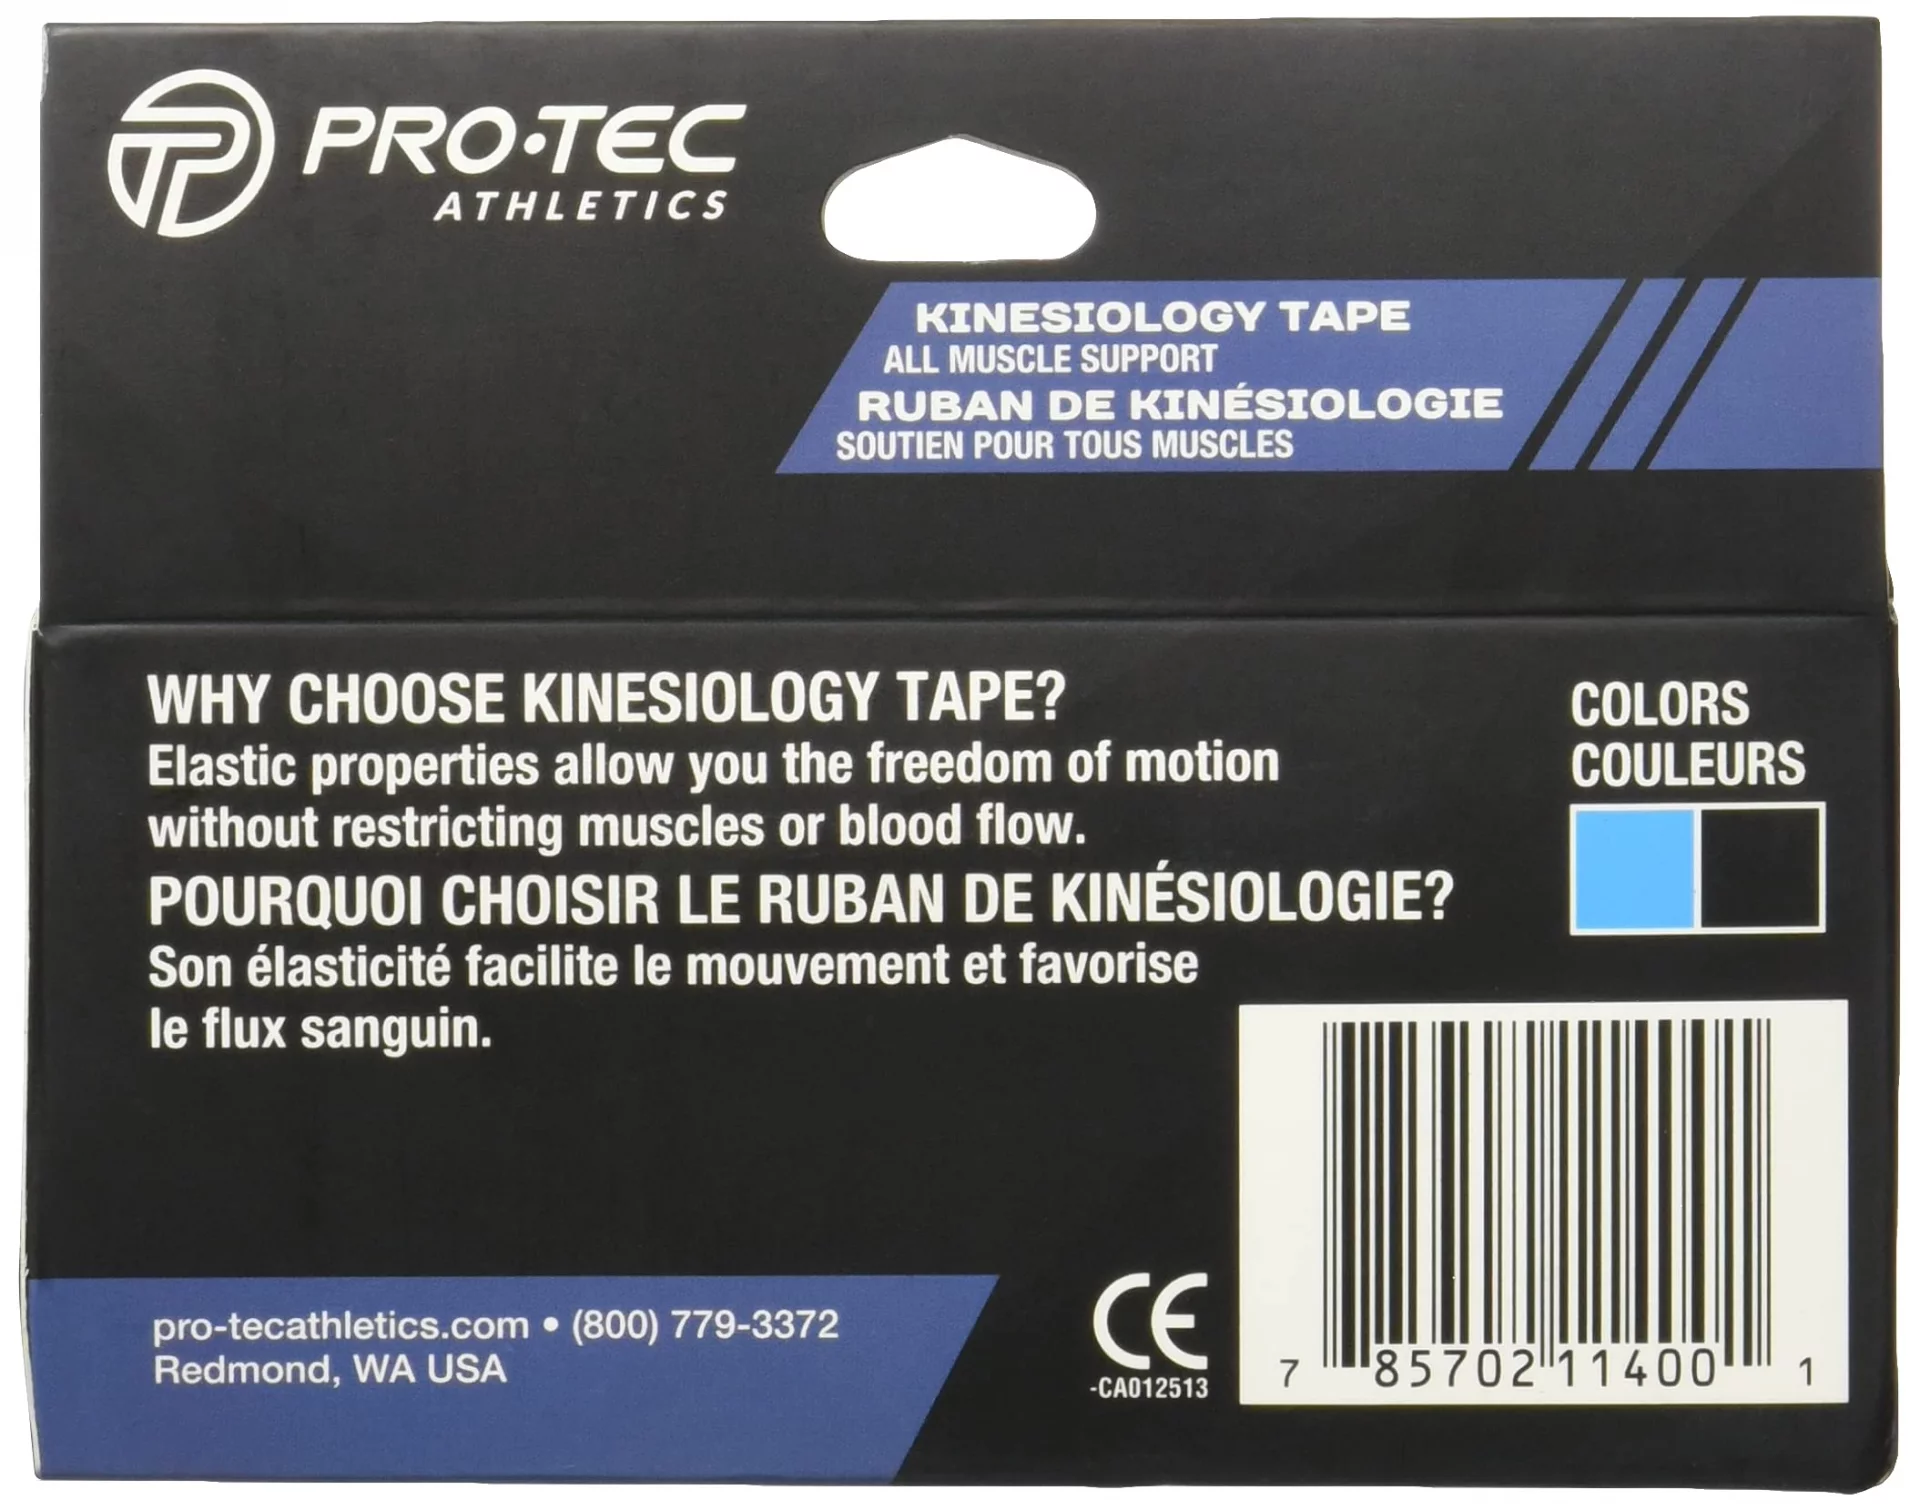 PRO•TEC
ATHLETICS
KINESIOLOGY TAPE
ALL MUSCLE SUPPORT
RUBAN DE KINÉSIOLOGIE
SOUTIEN POUR TOUS MUSCLES
WHY CHOOSE KINESIOLOGY TAPE?
Elastic properties allow you the freedom of motion
without restricting muscles or blood flow.
POURQUOI CHOISIR LE RUBAN DE KINÉSIOLOGIE?
Son élasticité facilite le mouvement et favorise
le flux sanguin.
COLORS
COULEURS
pro-tecathletics.com • (800) 779-3372
Redmond, WA USA
CE
-CA012513
7 85702 11400 1